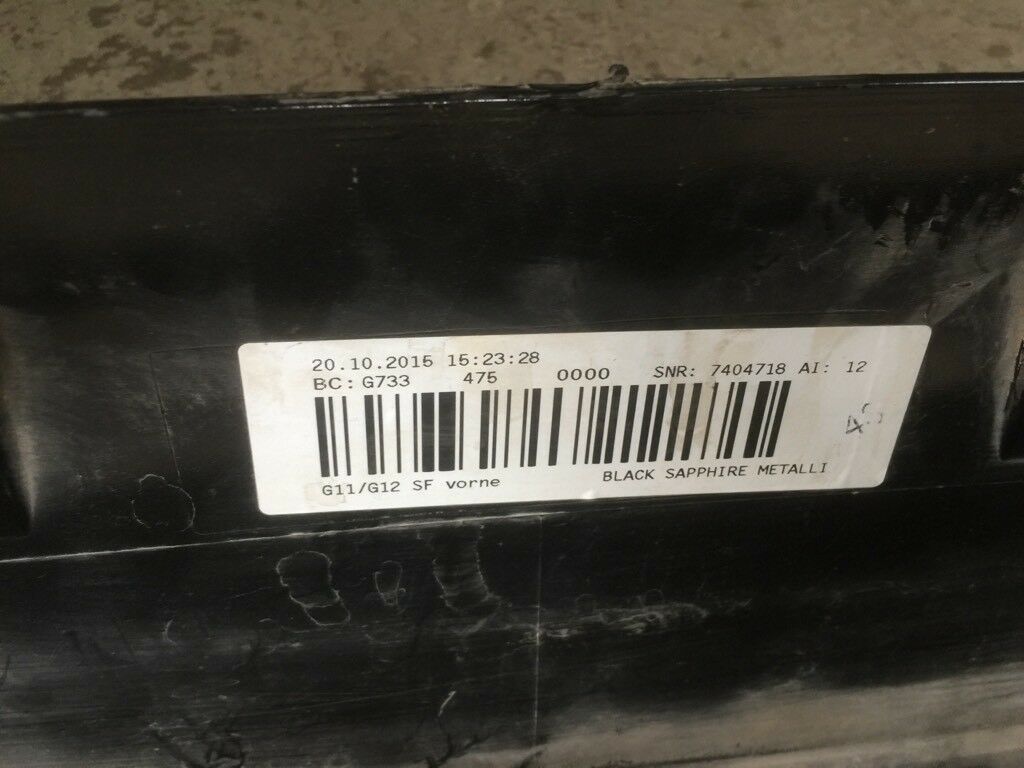 20.10.2015 15:23:28
BC: G733 475 0000 SNR: 7404718 AI: 12
G11/G12 SF vorne BLACK SAPPHIRE METALLI